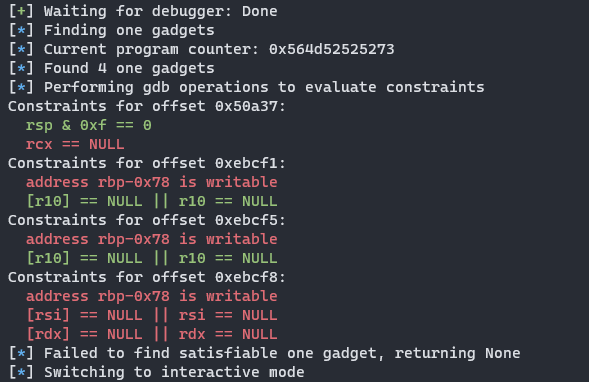 [+] Waiting for debugger: Done
[*] Finding one gadgets
[*] Current program counter: 0x564d52525273
[*] Found 4 one gadgets
[*] Performing gdb operations to evaluate constraints
Constraints for offset 0x50a37:
  rsp & 0xf == 0
  rcx == NULL
Constraints for offset 0xebcf1:
  address rbp-0x78 is writable
  [r10] == NULL || r10 == NULL
Constraints for offset 0xebcf5:
  address rbp-0x78 is writable
  [r10] == NULL || r10 == NULL
Constraints for offset 0xebcf8:
  address rbp-0x78 is writable
  [rsi] == NULL || rsi == NULL
  [rdx] == NULL || rdx == NULL
[*] Failed to find satisfiable one gadget, returning None
[*] Switching to interactive mode